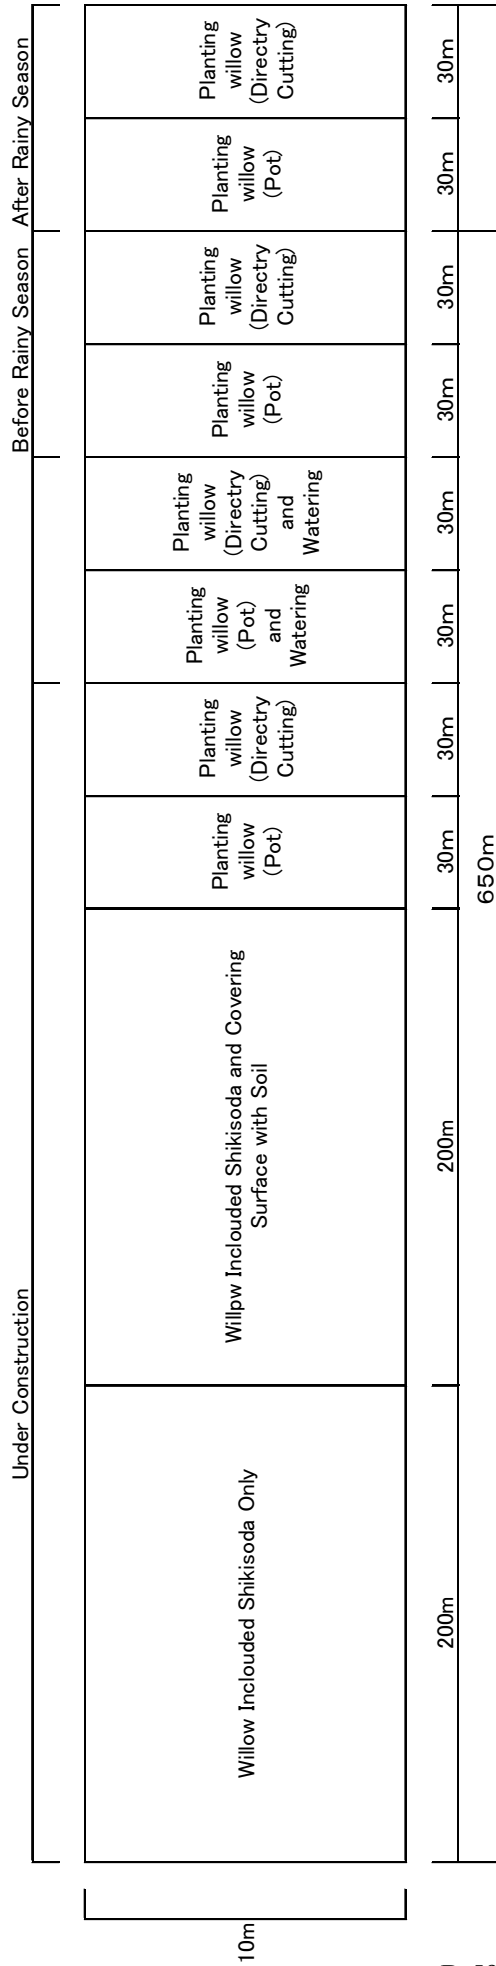 Under Construction
Before Rainy Season
After Rainy Season
10m
Willow Inclouded Shikisoda Only
Willpw Inclouded Shikisoda and Covering
Surface with Soil
Planting
willow
(Pot)
Planting
willow
(Directry
Cutting)
Planting
willow
(Pot)
and
Watering
Planting
willow
(Directry
Cutting)
and
Watering
Planting
willow
(Pot)
Planting
willow
(Directry
Cutting)
Planting
willow
(Pot)
Planting
willow
(Directry
Cutting)
200m
200m
30m
30m
30m
30m
30m
30m
30m
30m
650m